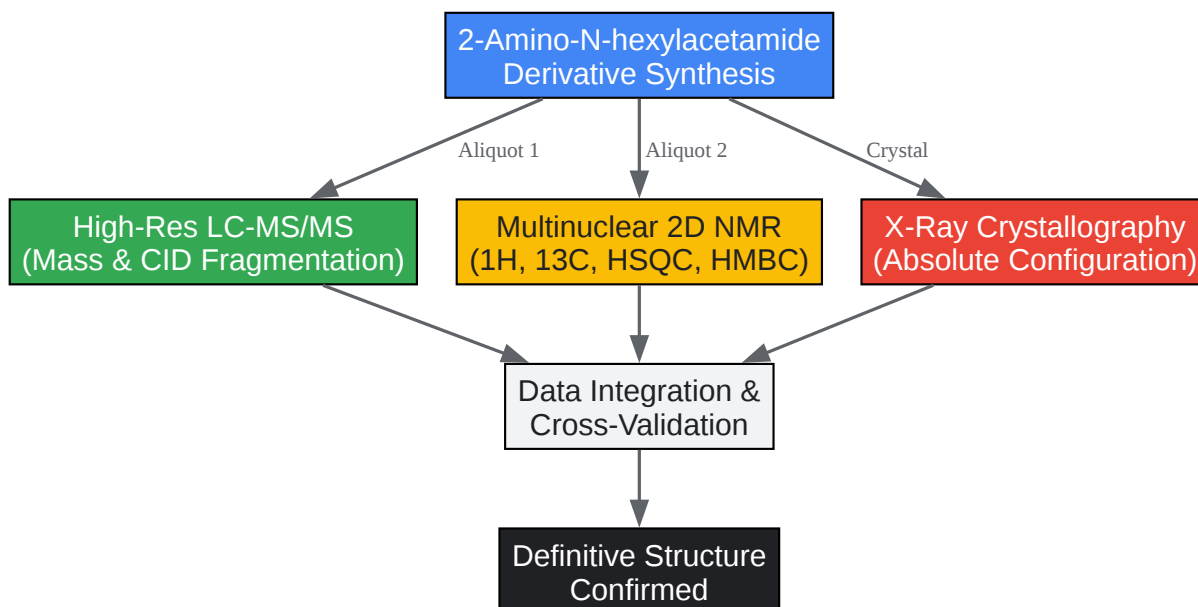 2-Amino-N-hexylacetamide
Derivative Synthesis
Aliquot 1
Aliquot 2
Crystal
High-Res LC-MS/MS
(Mass & CID Fragmentation)
Multinuclear 2D NMR
(1H, 13C, HSQC, HMBC)
X-Ray Crystallography
(Absolute Configuration)
Data Integration &
Cross-Validation
Definitive Structure
Confirmed